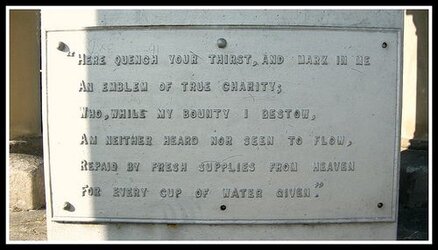 "Here quench your thirst, and mark in me
An emblem of true charity;
Who, while my bounty I bestow,
Am neither heard nor seen to flow,
Repaid by fresh supplies from heaven
For every cup of water given."